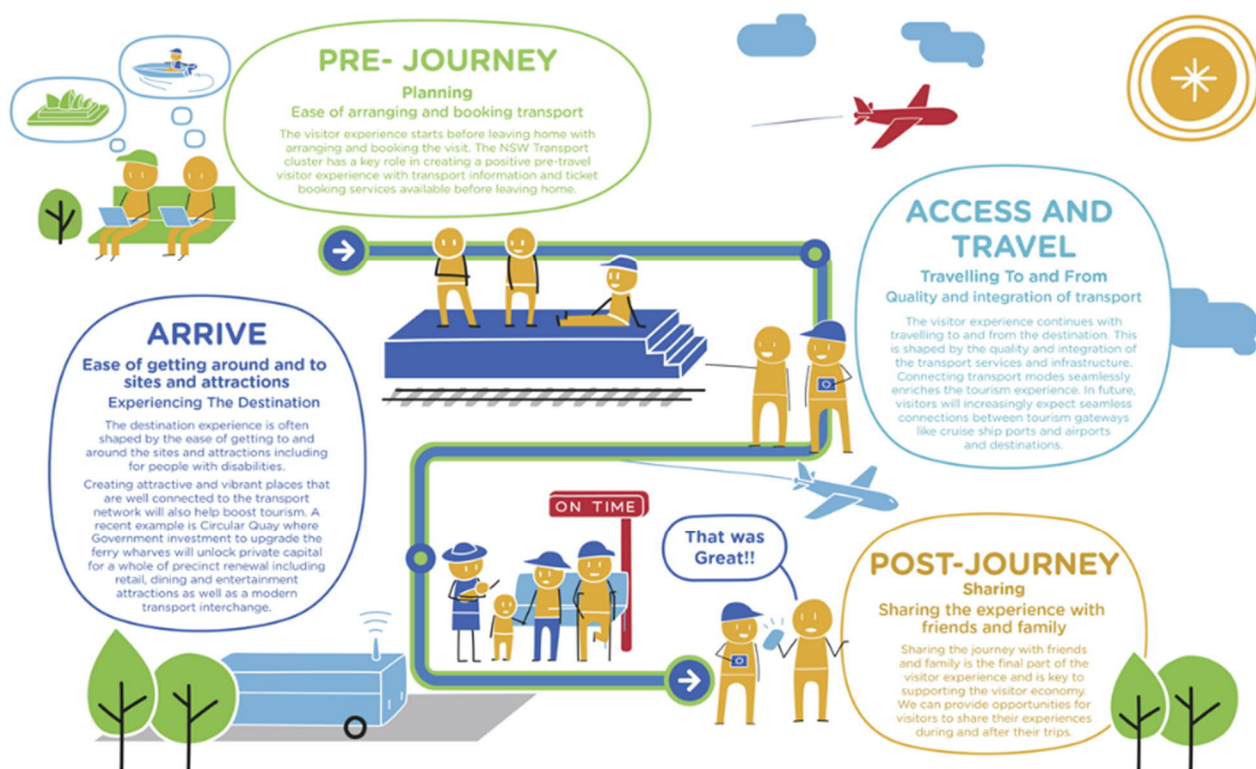 PRE- JOURNEY
Planning
Ease of arranging and booking transport
The visitor experience starts before leaving home with
arranging and booking the visit. The NSW Transport
cluster has a key role in creating a positive pre-travel
visitor experience with transport information and ticket
booking services available before leaving home.
ACCESS AND
TRAVEL
Travelling To and From
Quality and integration of transport
The visitor experience continues with
travelling to and from the destination. This
is shaped by the quality and integration of
the transport services and infrastructure.
Connecting transport modes seamlessly
enriches the tourism experience. In future,
visitors will increasingly expect seamless
connections between tourism gateways
like cruise ship ports and airports
and destinations.
ARRIVE
Ease of getting around and to
sites and attractions
Experiencing The Destination
The destination experience is often
shaped by the ease of getting to and
around the sites and attractions including
for people with disabilities.
Creating attractive and vibrant places that
are well connected to the transport
network will also help boost tourism. A
recent example is Circular Quay where
Government investment to upgrade the
ferry wharves will unlock private capital
for a whole of precinct renewal including
retail, dining and entertainment
attractions as well as a modern
transport interchange.
ON TIME
That was
Great!!
POST-JOURNEY
Sharing
Sharing the experience with
friends and family
Sharing the journey with friends
and family is the final part of the
visitor experience and is key to
supporting the visitor economy.
We can provide opportunities for
visitors to share their experiences
during and after their trips.